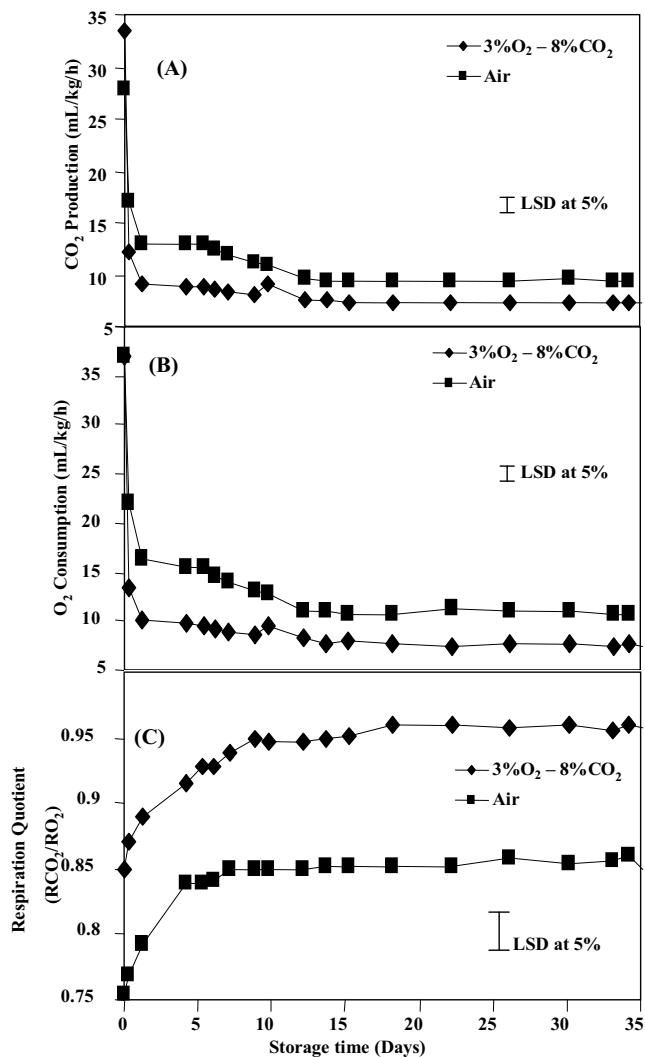 35
30
25
20
15
10
5
CO₂ Production (mL/kg/h)
(A)
3%O₂ – 8%CO₂
Air
LSD at 5%
35
30
25
20
15
10
5
O₂ Consumption (mL/kg/h)
(B)
3%O₂ – 8%CO₂
Air
LSD at 5%
0.95
0.9
0.85
0.8
0.75
Respiration Quotient
(RCO₂/RO₂)
(C)
3%O₂ – 8%CO₂
Air
LSD at 5%
0 5 10 15 20 25 30 35
Storage time (Days)